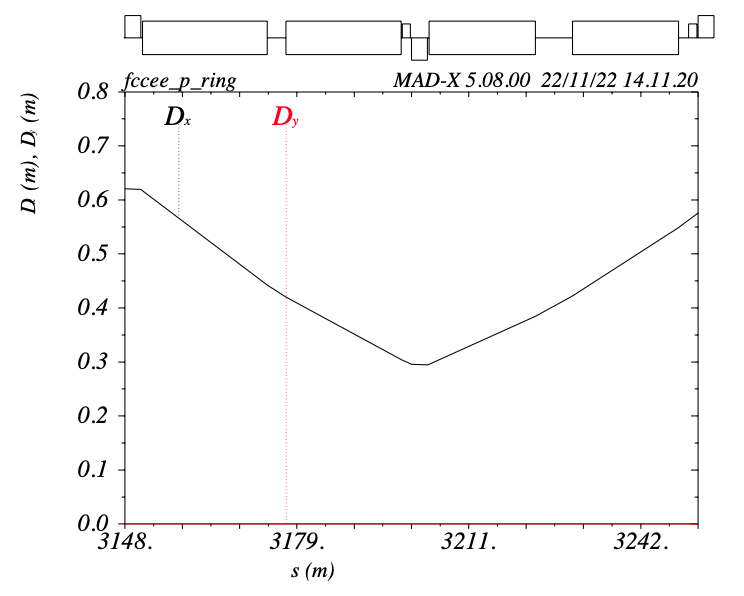 fccee_p_ring MAD-X 5.08.00 22/11/22 14.11.20
0.8
Dx Dy
0.7
0.6
0.5
0.4
0.3
0.2
0.1
0.0
3148. 3179. 3211. 3242.
s (m)
D (m), D (m)